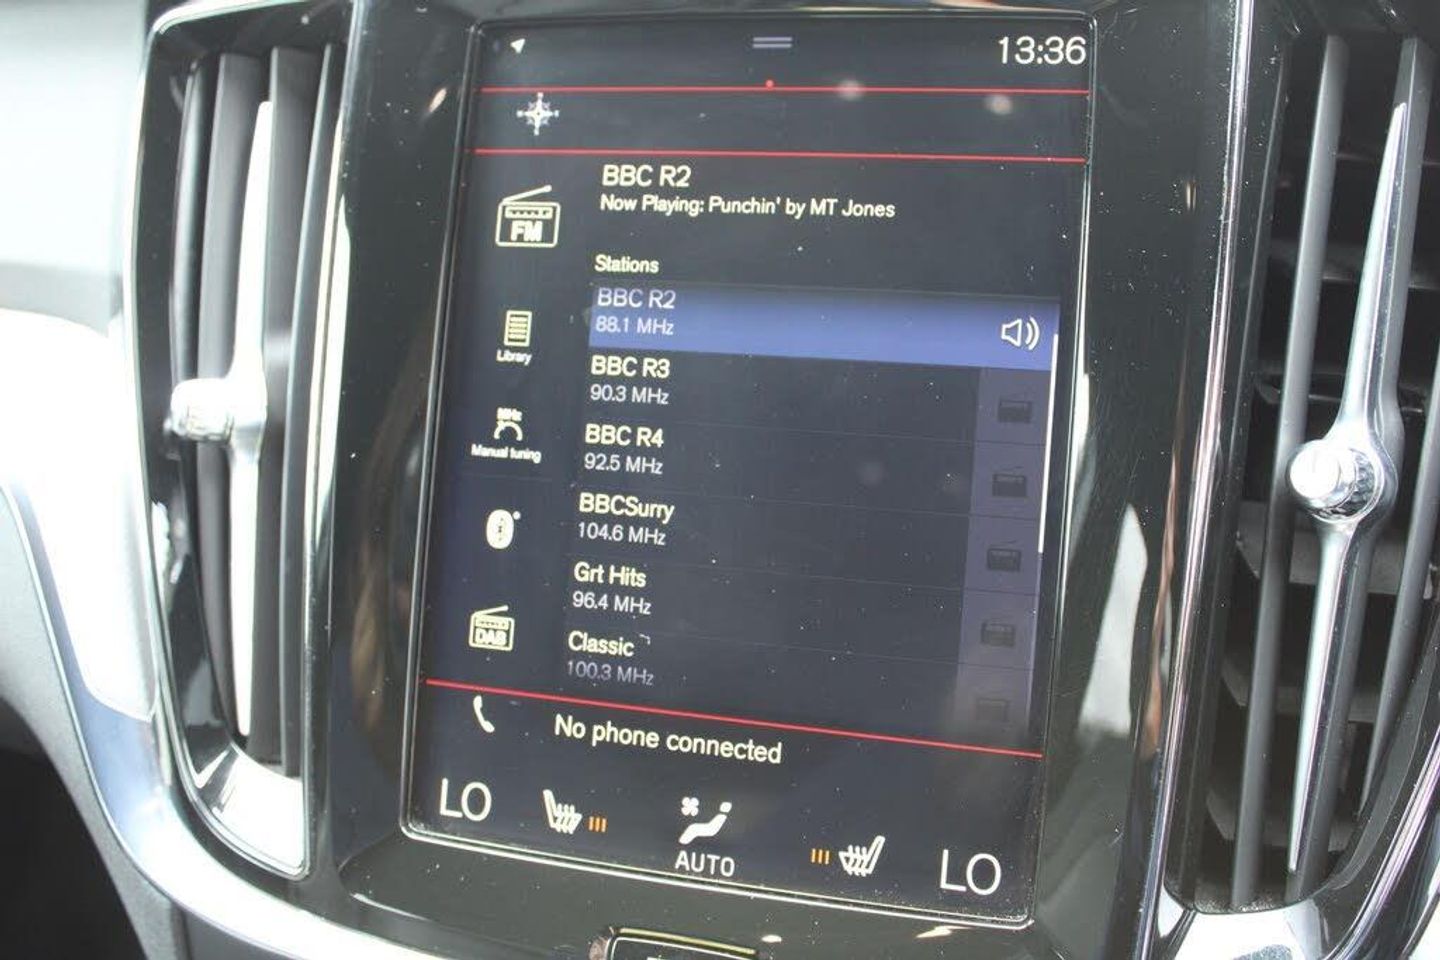 13:36
BBC R2
Now Playing: Punchin' by MT Jones
FM
Stations
BBC R2
88.1 MHz
Library
BBC R3
90.3 MHz
MHz
Manual tuning
BBC R4
92.5 MHz
BBCSurry
104.6 MHz
Grt Hits
96.4 MHz
DAB
Classic
100.3 MHz
No phone connected
LO
AUTO
LO